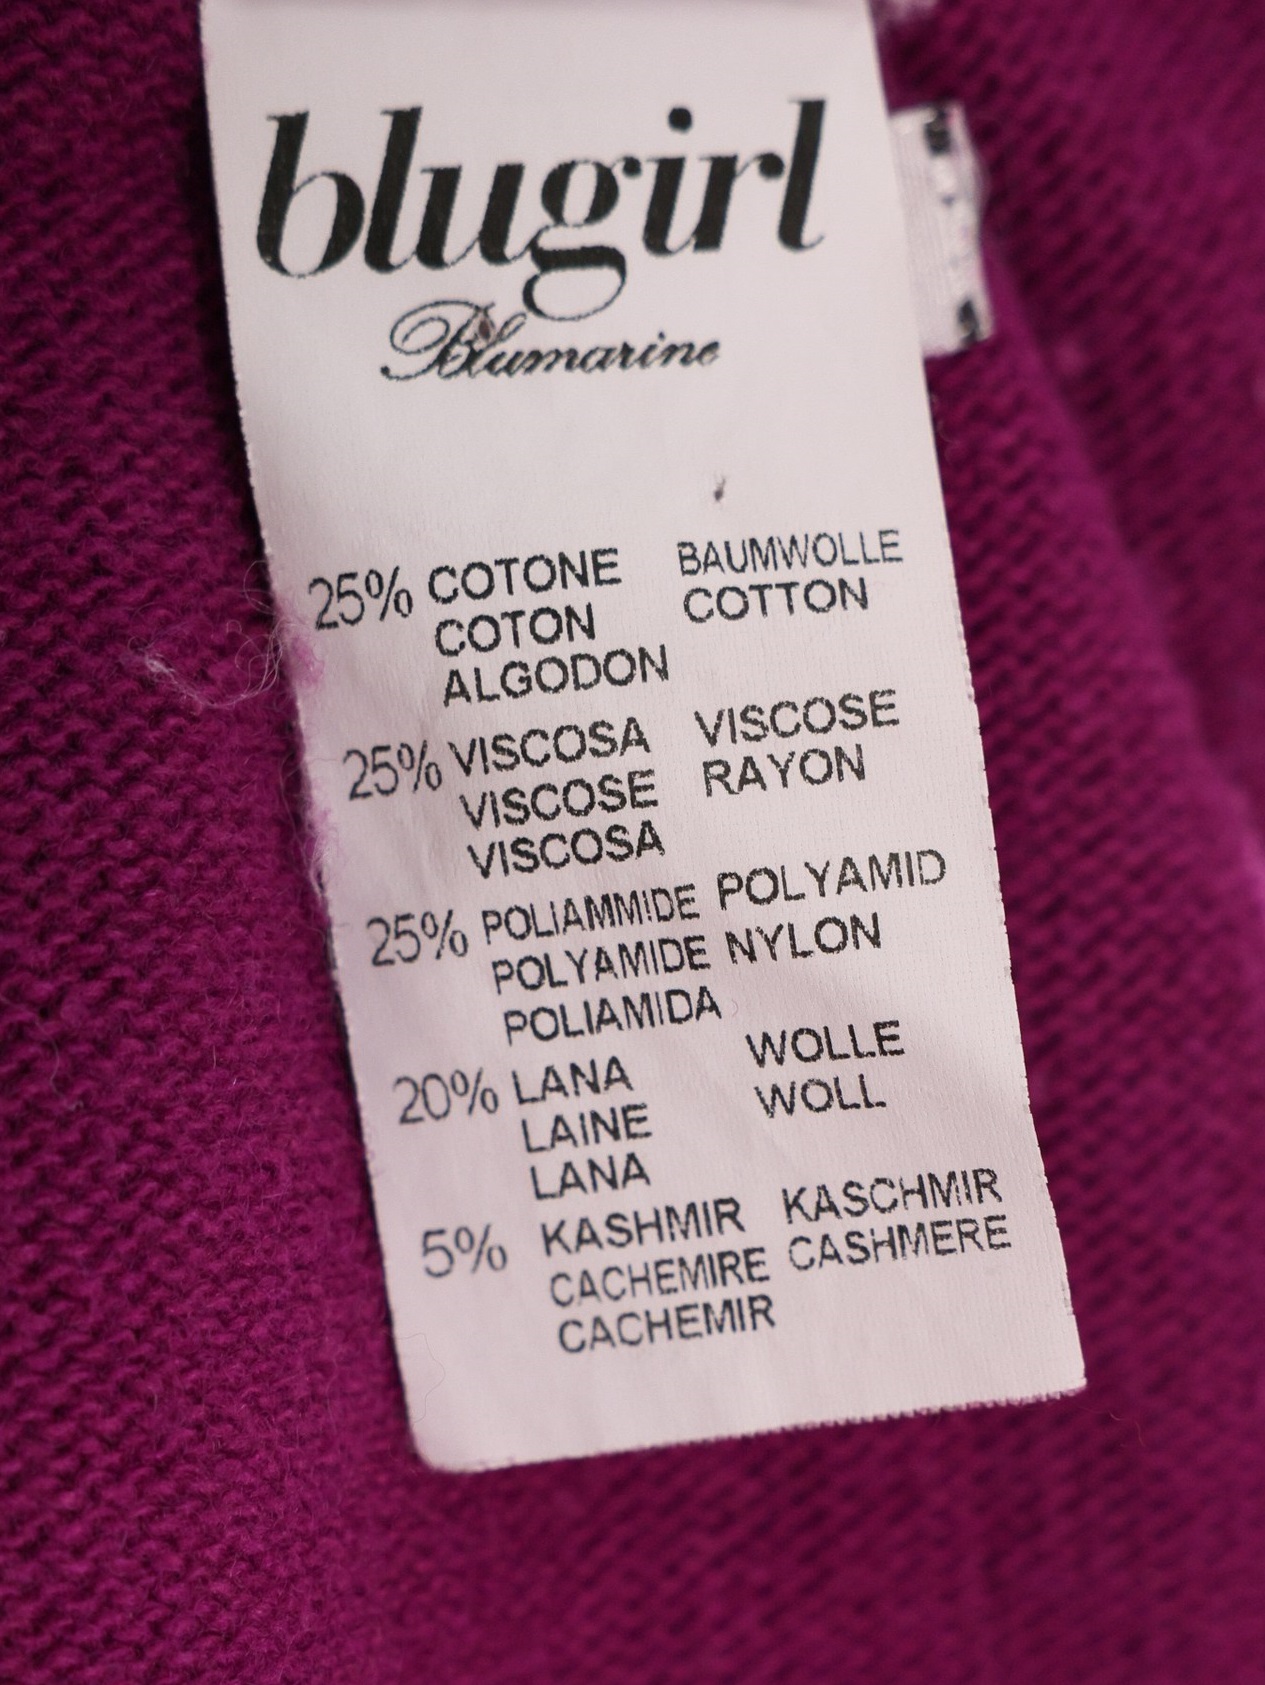 blugirl
Blumarine
25% COTONE BAUMWOLLE
COTON COTTON
ALGODON
25% VISCOSA VISCOSE
VISCOSE RAYON
VISCOSA
25% POLIAMMIDE POLYAMID
POLYAMIDE NYLON
POLIAMIDA
20% LANA WOLLE
LAINE WOLL
LANA
5% KASHMIR KASCHMIR
CACHEMIRE CASHMERE
CACHEMIR